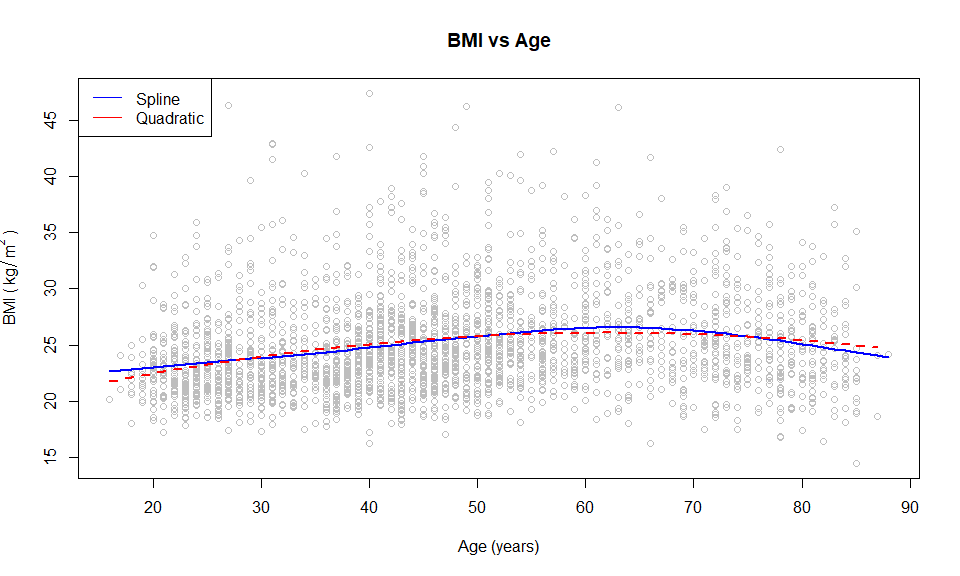 BMI vs Age
Spline
Quadratic
BMI ( kg/ m² )
45
40
35
30
25
20
15
20 30 40 50 60 70 80 90
Age (years)